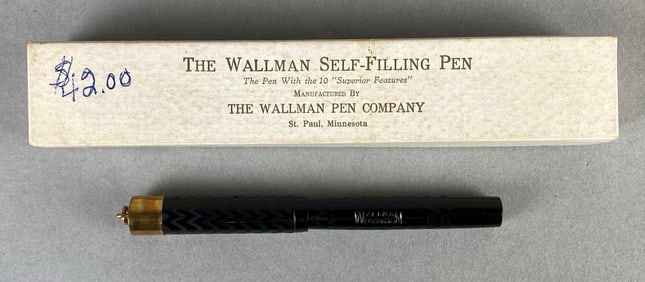 $42.00
THE WALLMAN SELF-FILLING PEN
The Pen With the 10 "Superior Features"
MANUFACTURED BY
THE WALLMAN PEN COMPANY
St. Paul, Minnesota
WALLMAN